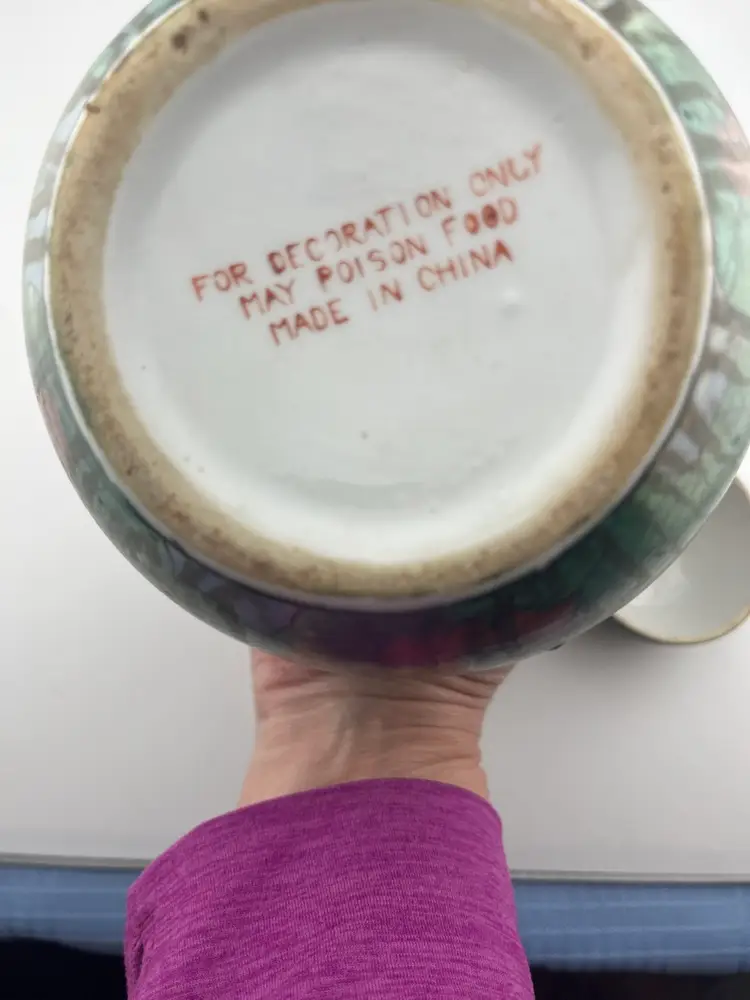 FOR DECORATION ONLY
MAY POISON FOOD
MADE IN CHINA